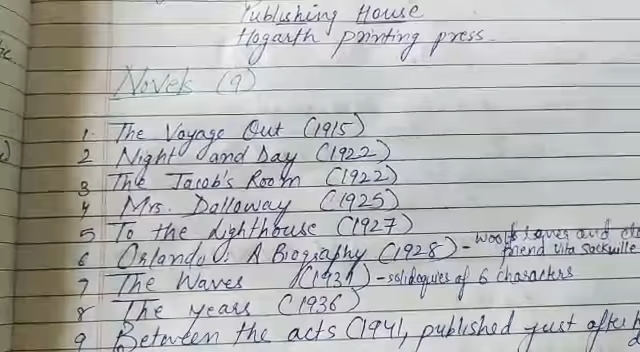 Publishing House
Hogarth printing press
Novels (9)
1. The Voyage Out (1915)
2 Night and Day (1922)
3 The Jacob's Room (1922)
4 Mrs. Dalloway (1925)
5 To the Lighthouse (1927)
6 Orlando: A Biography (1928) - woolf's lover and
friend Vita Sackville
7 The Waves (1931) - soliloquies of 6 characters
8 The years (1936)
9 Between the acts (1941, published just after